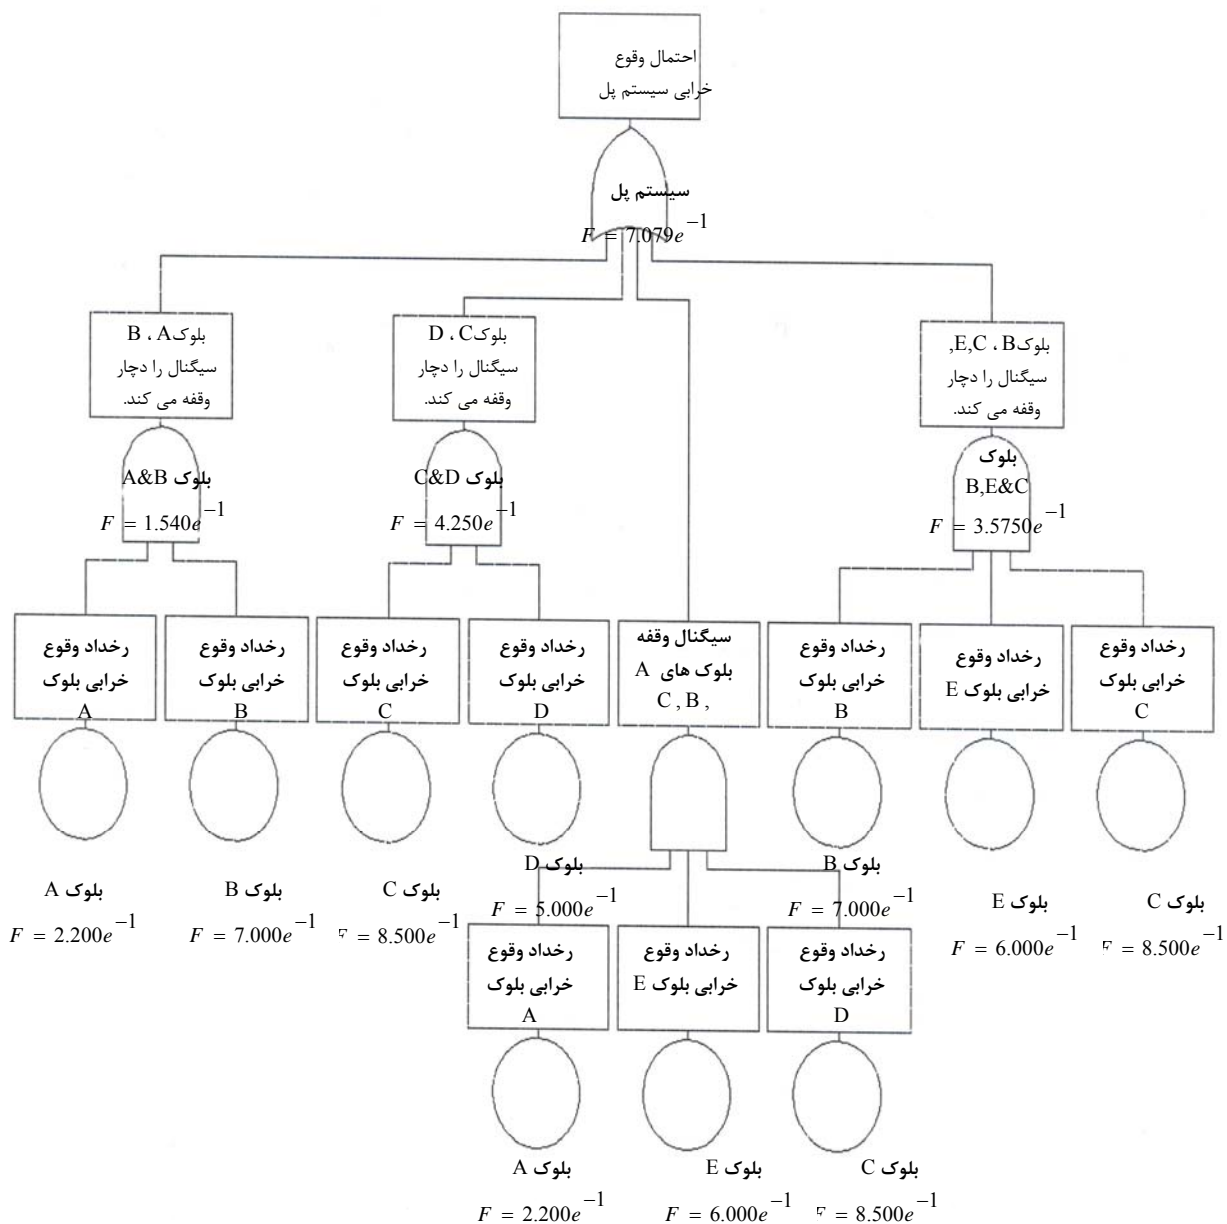 احتمال وقوع
خرابی سیستم پل
سیستم پل
F = 7.079e⁻¹
بلوکB ، A
سیگنال را دچار
وقفه می کند.
بلوکD ، C
سیگنال را دچار
وقفه می کند.
بلوکE,C ، B,
سیگنال را دچار
وقفه می کند.
بلوک A&B
F = 1.540e⁻¹
بلوک C&D
F = 4.250e⁻¹
بلوک
B,E&C
F = 3.5750e⁻¹
رخداد وقوع
خرابی بلوک
A
رخداد وقوع
خرابی بلوک
B
رخداد وقوع
خرابی بلوک
C
رخداد وقوع
خرابی بلوک
D
سیگنال وقفه
بلوک های A
C , B ,
رخداد وقوع
خرابی بلوک
B
رخداد وقوع
خرابی بلوک E
رخداد وقوع
خرابی بلوک
C
بلوک A
F = 2.200e⁻¹
بلوک B
F = 7.000e⁻¹
بلوک C
F = 8.500e⁻¹
بلوک D
F = 5.000e⁻¹
بلوک B
F = 7.000e⁻¹
بلوک E
F = 6.000e⁻¹
بلوک C
F = 8.500e⁻¹
رخداد وقوع
خرابی بلوک
A
رخداد وقوع
خرابی بلوک E
رخداد وقوع
خرابی بلوک
D
بلوک A
F = 2.200e⁻¹
بلوک E
F = 6.000e⁻¹
بلوک C
F = 8.500e⁻¹